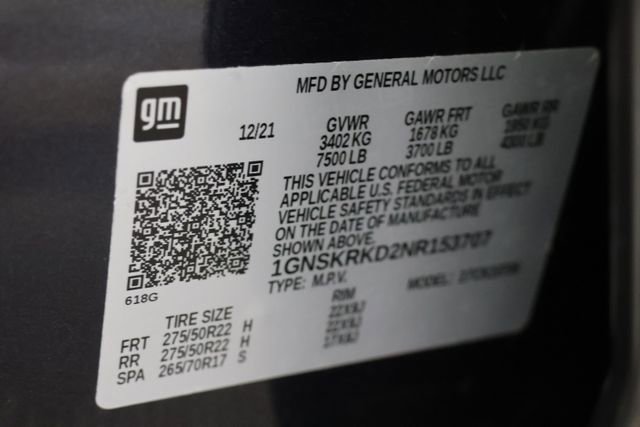 MFD BY GENERAL MOTORS LLC
gm
12/21 GVWR GAWR FRT GAWR RR
3402 KG 1678 KG
7500 LB 3700 LB
THIS VEHICLE CONFORMS TO ALL
APPLICABLE U.S. FEDERAL MOTOR
VEHICLE SAFETY STANDARDS IN EFFECT
ON THE DATE OF MANUFACTURE
SHOWN ABOVE.
1GNSKRKD2NR153707
TYPE: M.P.V. MODEL:
618G
TIRE SIZE RIM
FRT 275/50R22 H 22X9J
RR 275/50R22 H 22X9J
SPA 265/70R17 S 17X8J